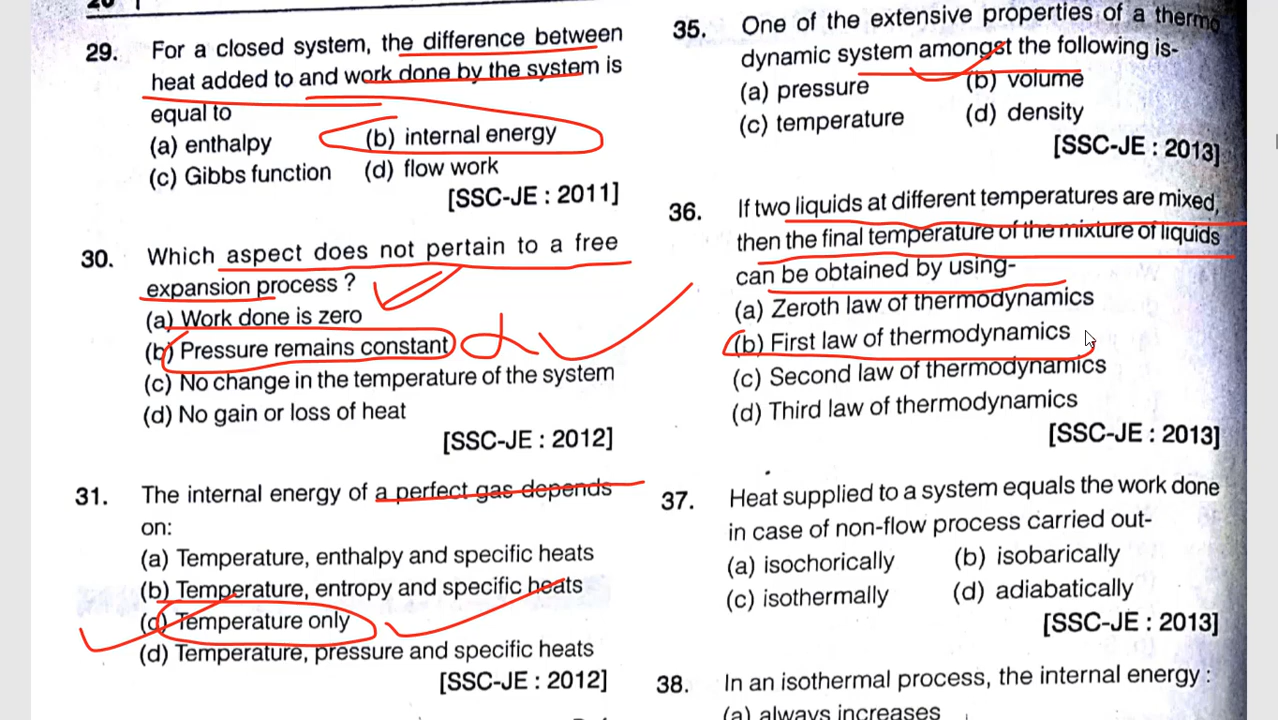 29. For a closed system, the difference between
heat added to and work done by the system is
equal to
(a) enthalpy (b) internal energy
(c) Gibbs function (d) flow work
[SSC-JE : 2011]
30. Which aspect does not pertain to a free
expansion process ?
(a) Work done is zero
(b) Pressure remains constant
(c) No change in the temperature of the system
(d) No gain or loss of heat
[SSC-JE : 2012]
31. The internal energy of a perfect gas depends
on:
(a) Temperature, enthalpy and specific heats
(b) Temperature, entropy and specific heats
(c) Temperature only
(d) Temperature, pressure and specific heats
[SSC-JE : 2012]
35. One of the extensive properties of a thermo
dynamic system amongst the following is-
(a) pressure (b) volume
(c) temperature (d) density
[SSC-JE : 2013]
36. If two liquids at different temperatures are mixed,
then the final temperature of the mixture of liquids
can be obtained by using-
(a) Zeroth law of thermodynamics
(b) First law of thermodynamics
(c) Second law of thermodynamics
(d) Third law of thermodynamics
[SSC-JE : 2013]
37. Heat supplied to a system equals the work done
in case of non-flow process carried out-
(a) isochorically (b) isobarically
(c) isothermally (d) adiabatically
[SSC-JE : 2013]
38. In an isothermal process, the internal energy :
(a) always increases